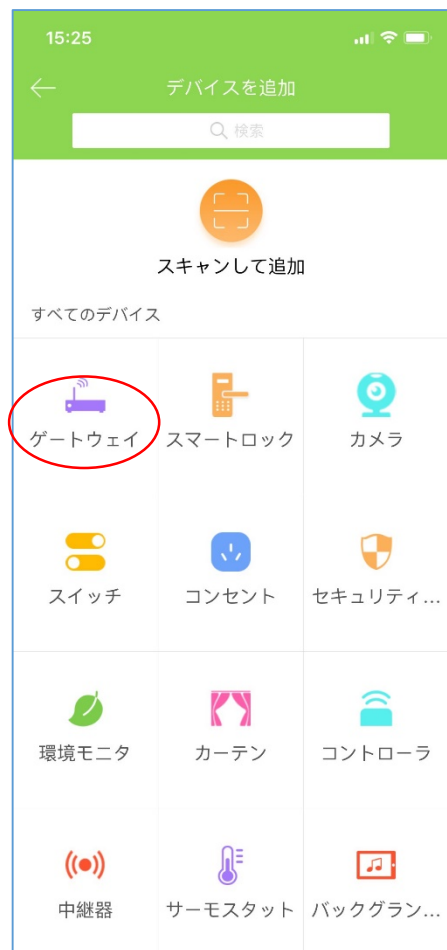 15:25
デバイスを追加
検索
スキャンして追加
すべてのデバイス
ゲートウェイ
スマートロック
カメラ
スイッチ
コンセント
セキュリティ...
環境モニタ
カーテン
コントローラ
中継器
サーモスタット
バックグラン...